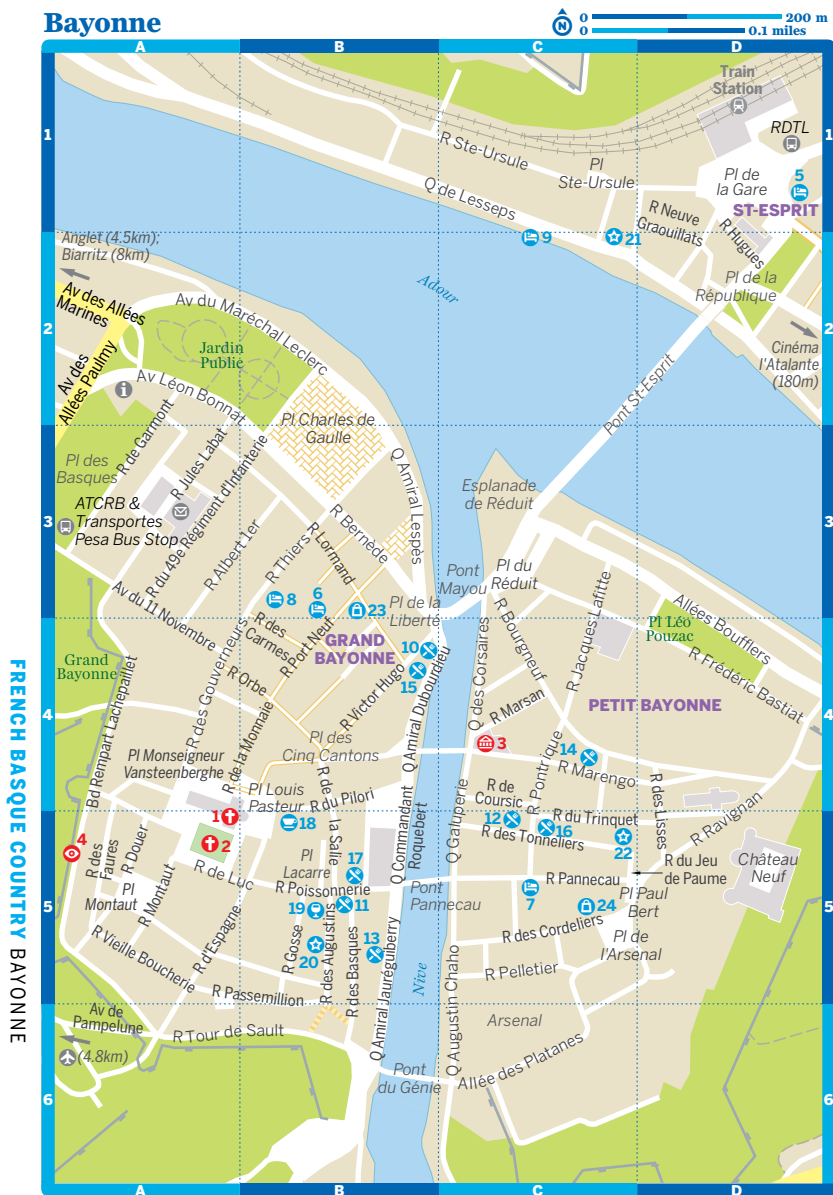 Bayonne
N
0 200 m
0 0.1 miles
A B C D
1
Train
Station
RDTL
R Ste-Ursule
Pl
Ste-Ursule
Pl de
la Gare
5
ST-ESPRIT
Q de Lesseps
R Neuve
Graouillats
R Hugues
9
21
Anglet (4.5km);
Biarritz (8km)
Pl de la
République
Adour
2
Av des Allées
Marines
Av du Maréchal Leclerc
Jardin
Public
Av des
Allées Paulmy
Cinéma
l'Atalante
(180m)
Av Léon Bonnat
Pont St-Esprit
Pl Charles de
Gaulle
R de Garmont
R Jules Labat
Pl des
Basques
R du 49e Régiment d'Infanterie
Q Amiral Lespès
Esplanade
de Réduit
ATCRB &
Transportes
Pesa Bus Stop
3
R Albert 1er
R Thiers
R Lormand
R Bernède
Pont
Mayou
Pl du
Réduit
8
6
23
Pl de la
Liberté
Av du 11 Novembre
R des
Carmes
R Port Neuf
GRAND
BAYONNE
R Bourgneuf
R Jacques Lafitte
Allées Boufflers
Pl Léo
Pouzac
R Frédéric Bastiat
Grand
Bayonne
R des Gouverneurs
10
15
R Orbe
R Victor Hugo
Q Amiral Dubourdieu
Q des Corsaires
R Marsan
PETIT BAYONNE
4
Bd Rempart Lachepaillet
R de la Monnaie
Pl des
Cinq Cantons
3
14
R Pontrique
R Marengo
Pl Monseigneur
Vansteenberghe
Pl Louis
Pasteur
R du Pilori
R de
la Salle
R de
Coursic
R des Lisses
R du Trinquet
R Ravignan
1
18
12
16
R des Tonneliers
22
4
2
R des
Faures
R Douer
Q Commandant
Roquebert
Q Galuperie
R du Jeu
de Paume
Château
Neuf
Pl
Lacarre
17
R de Luc
R Poissonnerie
Pont
Pannecau
R Pannecau
Pl Paul
Bert
Pl
Montaut
R Montaut
5
19
11
7
24
R d'Espagne
R Gosse
R des Augustins
R des Basques
13
R des Cordeliers
Pl de
l'Arsenal
20
R Vieille Boucherie
Q Amiral Jauréguiberry
Nive
Q Augustin Chaho
R Pelletier
R Passemillion
Av de
Pampelune
R Tour de Sault
Arsenal
(4.8km)
Pont
du Génie
Allée des Platanes
6
A B C D
1
2
3
4
5
6
FRENCH BASQUE COUNTRY BAYONNE